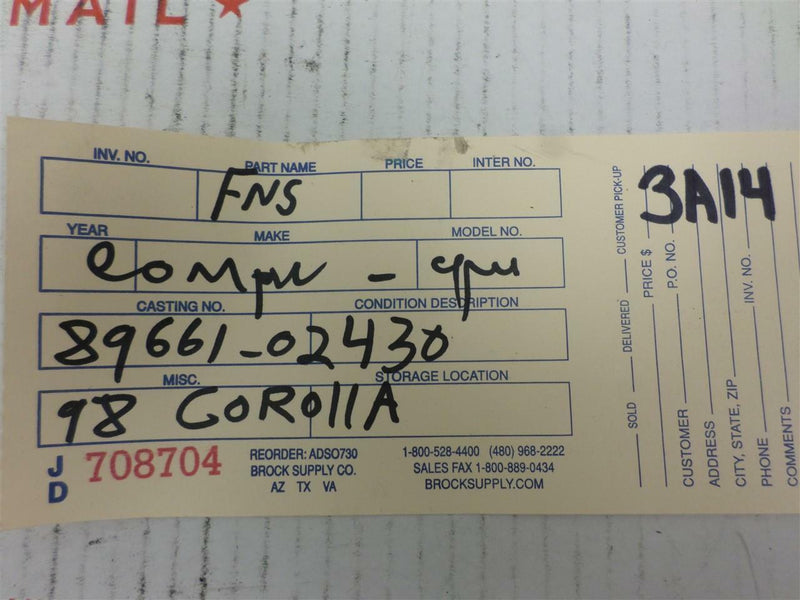 MAIL ★
INV. NO. PART NAME PRICE INTER NO.
FNS
YEAR MAKE MODEL NO.
Compu - cpu
CASTING NO. CONDITION DESCRIPTION
89661-02430
MISC. STORAGE LOCATION
98 COROllA
JD 708704
REORDER: ADSO730
BROCK SUPPLY CO.
AZ TX VA
1-800-528-4400 (480) 968-2222
SALES FAX 1-800-889-0434
BROCKSUPPLY.COM
3A14
SOLD DELIVERED CUSTOMER PICK-UP
PRICE $
CUSTOMER P.O. NO.
ADDRESS
CITY, STATE, ZIP INV. NO.
PHONE
COMMENTS